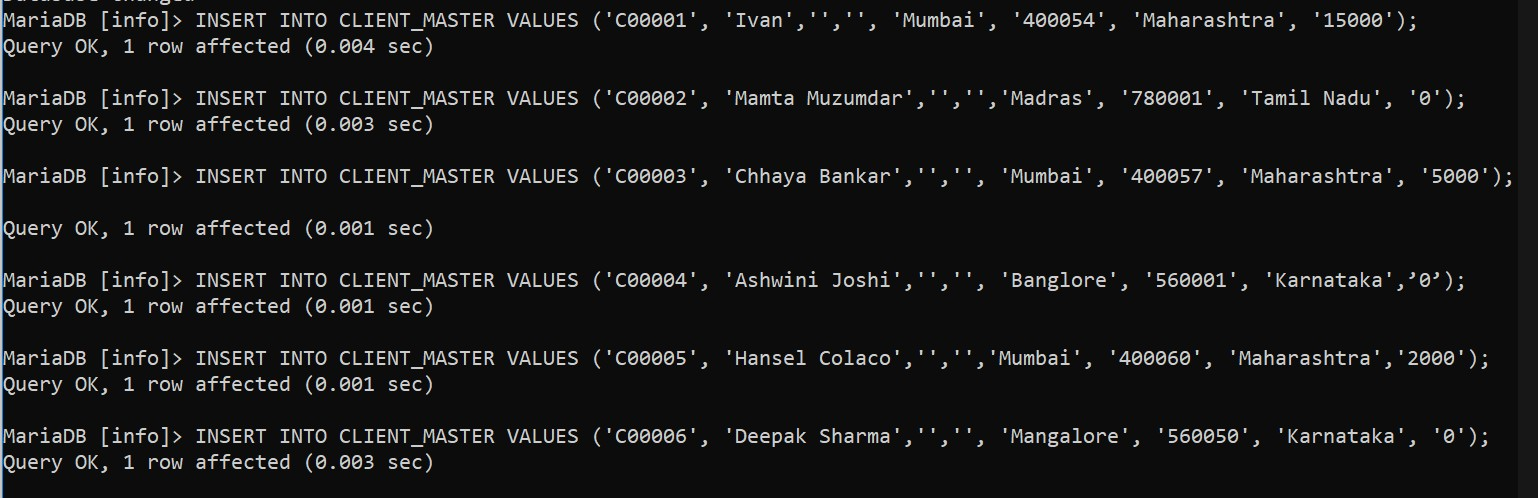 MariaDB [info]> INSERT INTO CLIENT_MASTER VALUES ('C00001', 'Ivan','','', 'Mumbai', '400054', 'Maharashtra', '15000');
Query OK, 1 row affected (0.004 sec)
MariaDB [info]> INSERT INTO CLIENT_MASTER VALUES ('C00002', 'Mamta Muzumdar','','','Madras', '780001', 'Tamil Nadu', '0');
Query OK, 1 row affected (0.003 sec)
MariaDB [info]> INSERT INTO CLIENT_MASTER VALUES ('C00003', 'Chhaya Bankar','','', 'Mumbai', '400057', 'Maharashtra', '5000');
Query OK, 1 row affected (0.001 sec)
MariaDB [info]> INSERT INTO CLIENT_MASTER VALUES ('C00004', 'Ashwini Joshi','','', 'Banglore', '560001', 'Karnataka',’0’);
Query OK, 1 row affected (0.001 sec)
MariaDB [info]> INSERT INTO CLIENT_MASTER VALUES ('C00005', 'Hansel Colaco','','','Mumbai', '400060', 'Maharashtra','2000');
Query OK, 1 row affected (0.001 sec)
MariaDB [info]> INSERT INTO CLIENT_MASTER VALUES ('C00006', 'Deepak Sharma','','', 'Mangalore', '560050', 'Karnataka', '0');
Query OK, 1 row affected (0.003 sec)